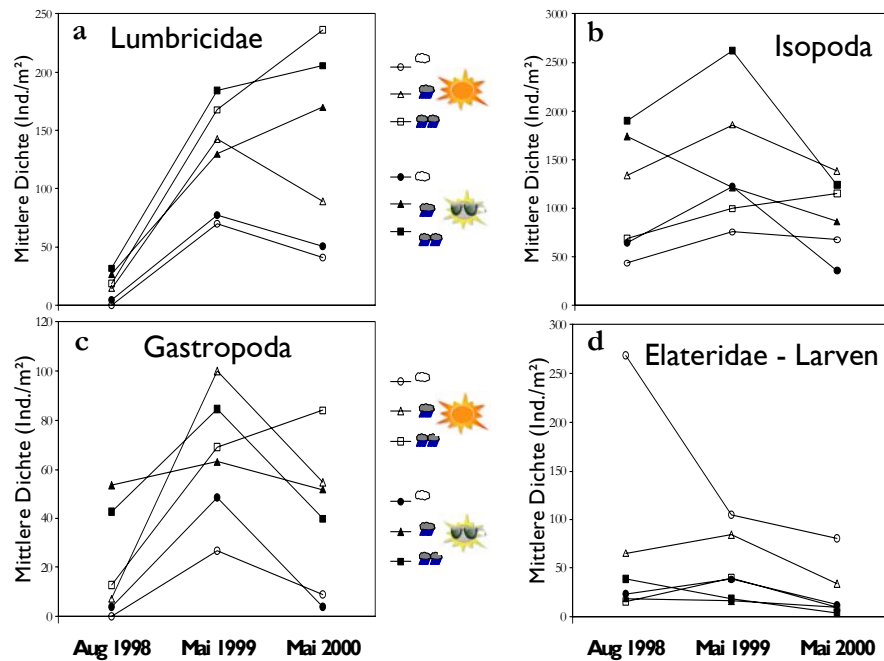 a
Lumbricidae
Mittlere Dichte (Ind./m²)
250
200
150
100
50
0
b
Isopoda
Mittlere Dichte (Ind./m²)
3000
2500
2000
1500
1000
500
0
c
Gastropoda
Mittlere Dichte (Ind./m²)
120
100
80
60
40
20
0
Aug 1998 Mai 1999 Mai 2000
d
Elateridae - Larven
Mittlere Dichte (Ind./m²)
300
250
200
150
100
50
0
Aug 1998 Mai 1999 Mai 2000